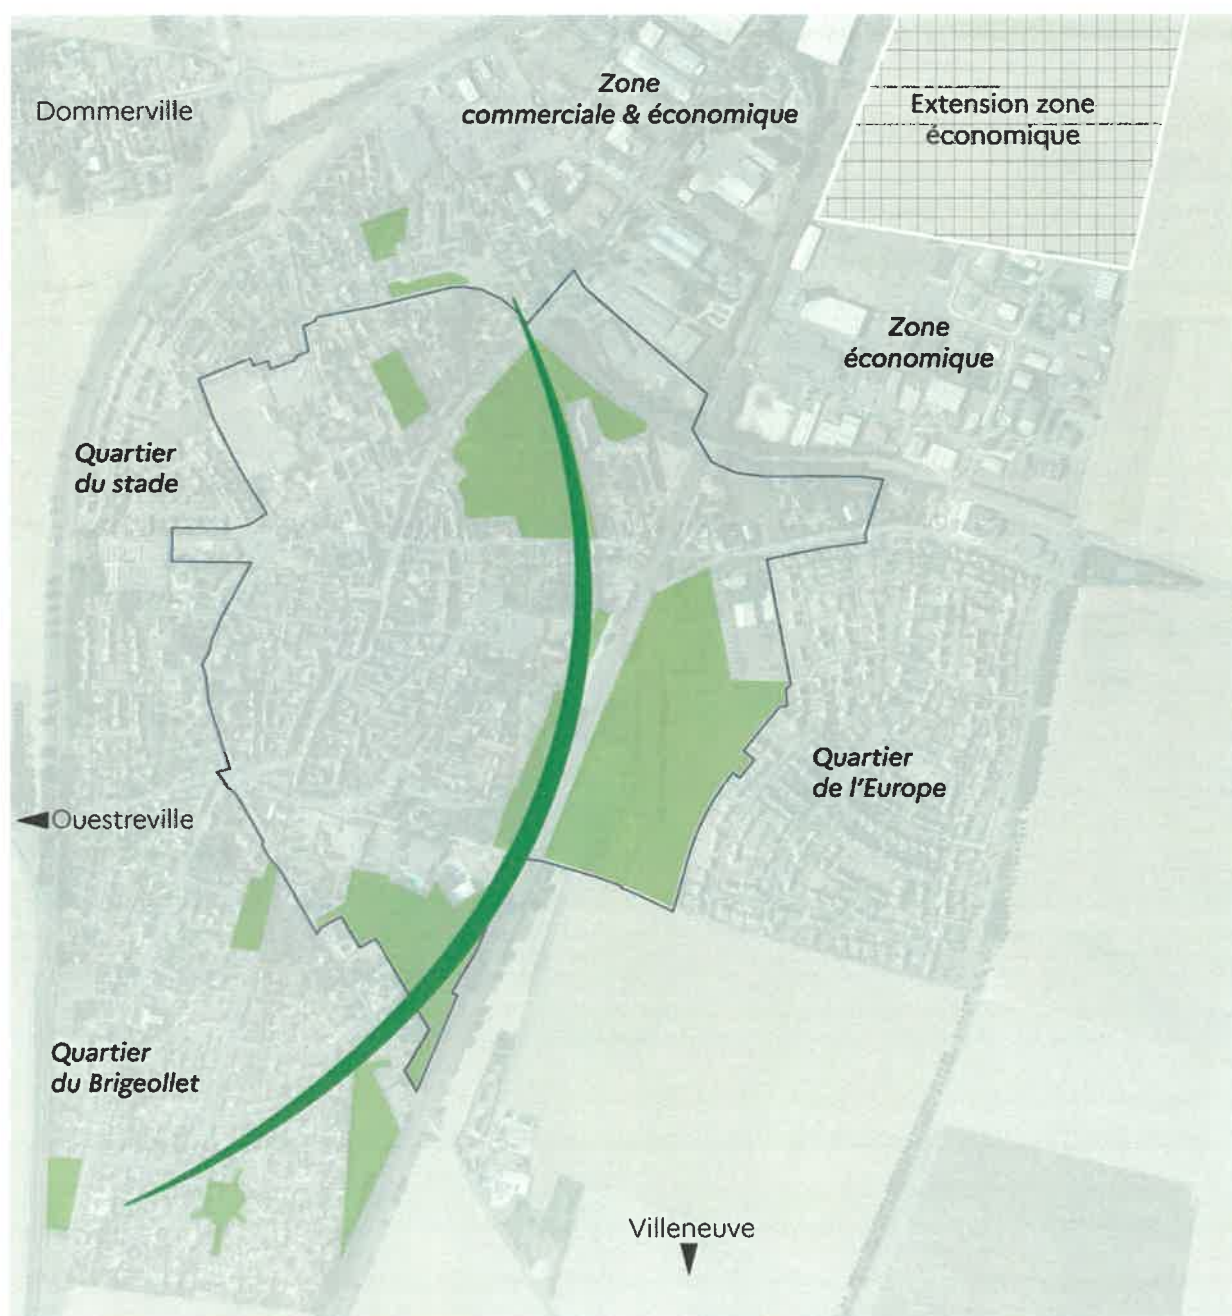 Dommerville
Zone
commerciale & économique
Extension zone
économique
Zone
économique
Quartier
du stade
Quartier
de l'Europe
Ouestreville
Quartier
du Brigeollet
Villeneuve